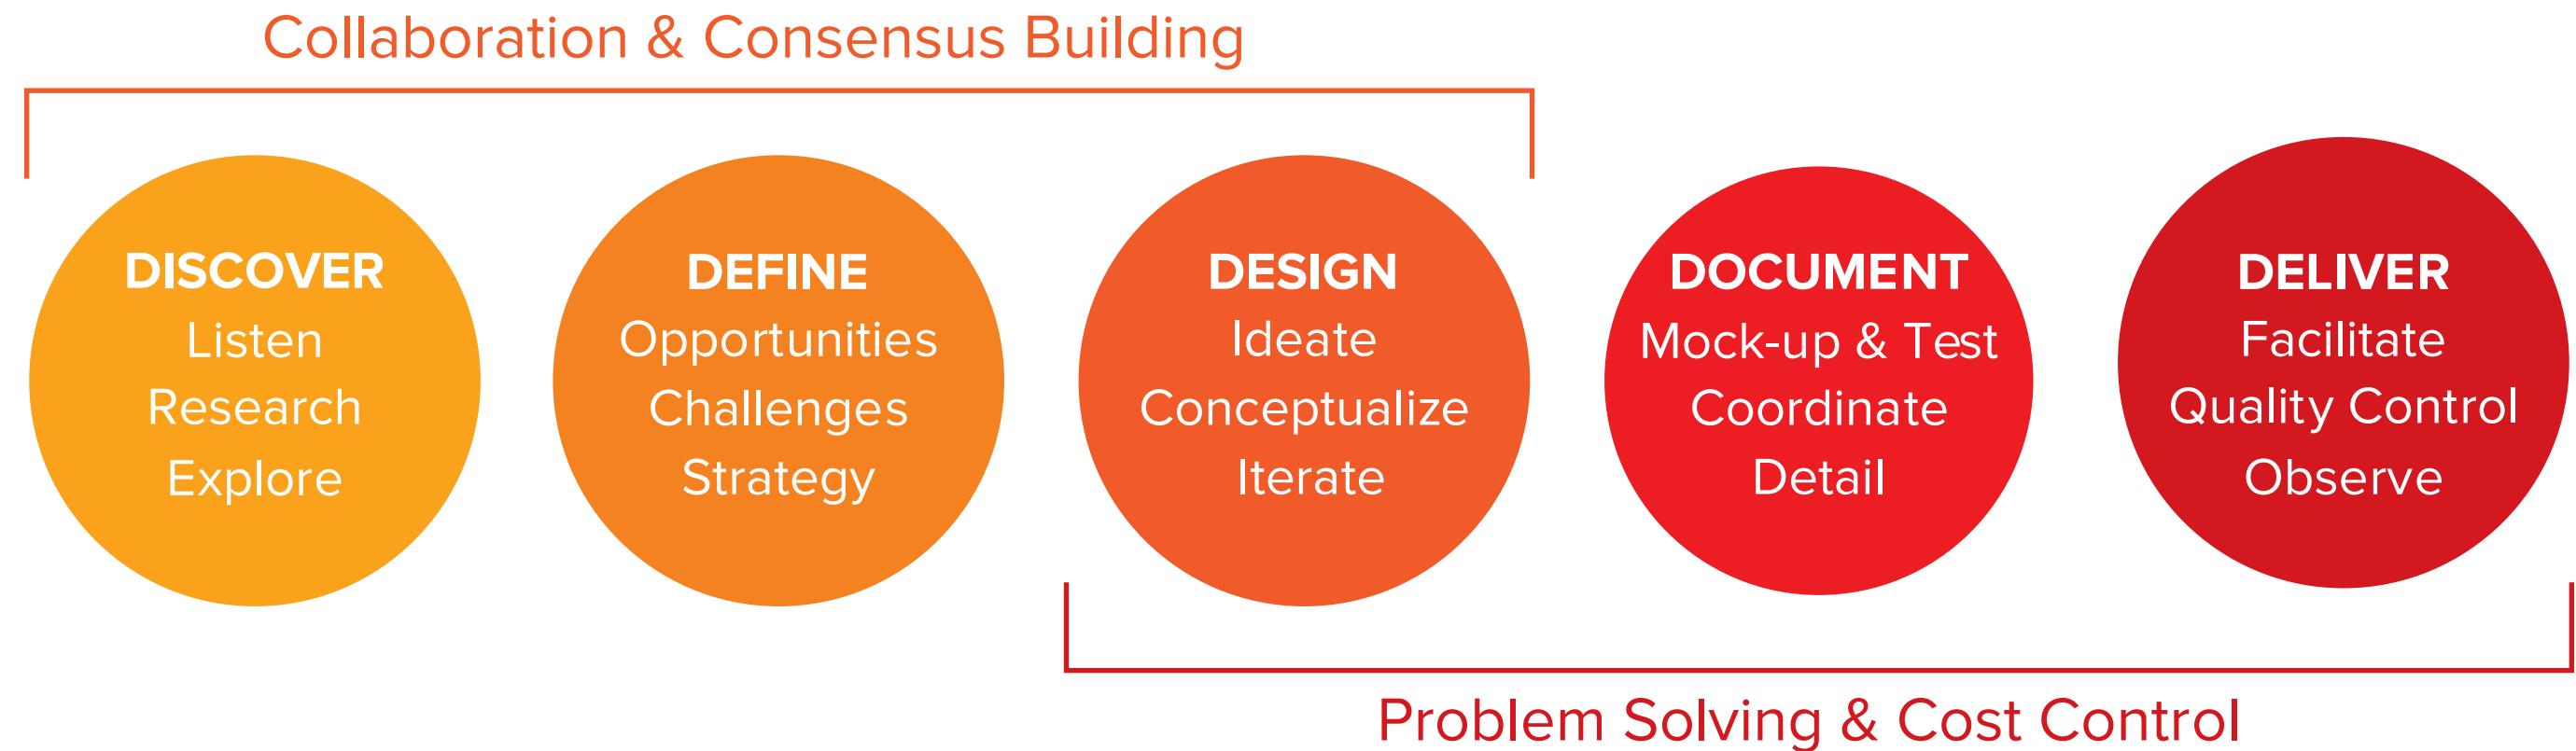 Collaboration & Consensus Building
DISCOVER
Listen
Research
Explore
DEFINE
Opportunities
Challenges
Strategy
DESIGN
Ideate
Conceptualize
Iterate
DOCUMENT
Mock-up & Test
Coordinate
Detail
DELIVER
Facilitate
Quality Control
Observe
Problem Solving & Cost Control